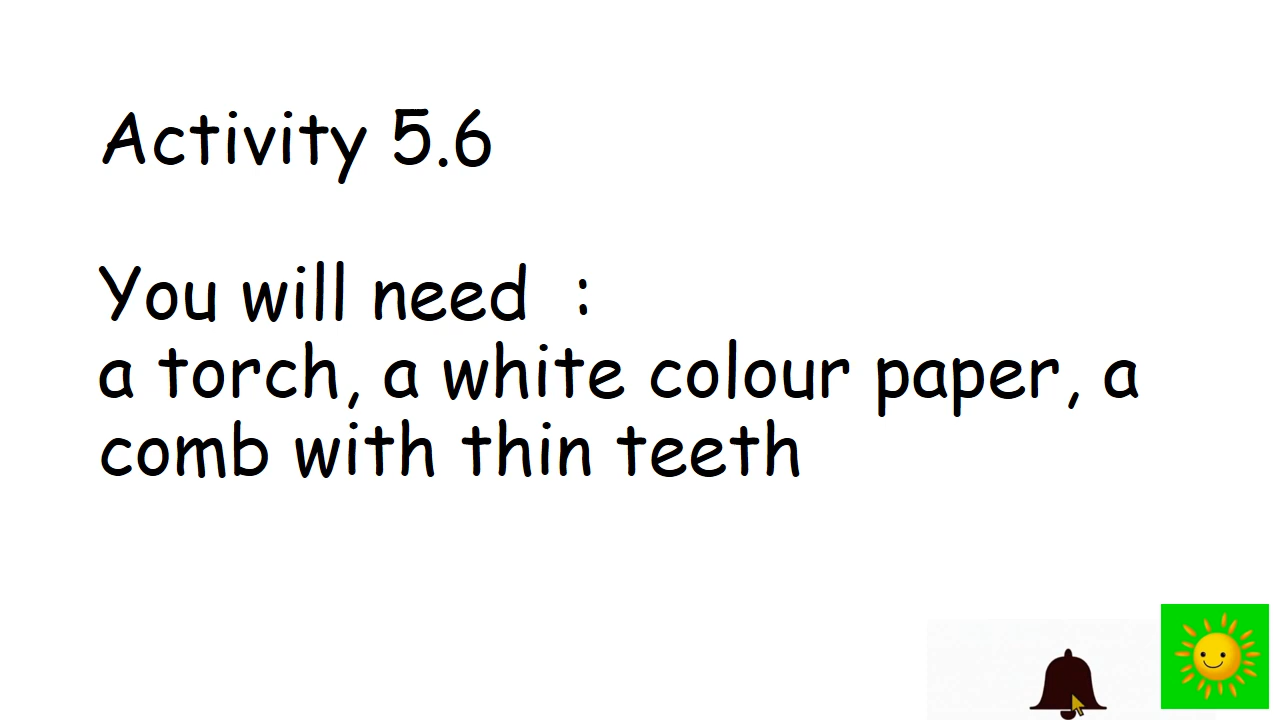 Activity 5.6
You will need  :
a torch, a white colour paper, a
comb with thin teeth